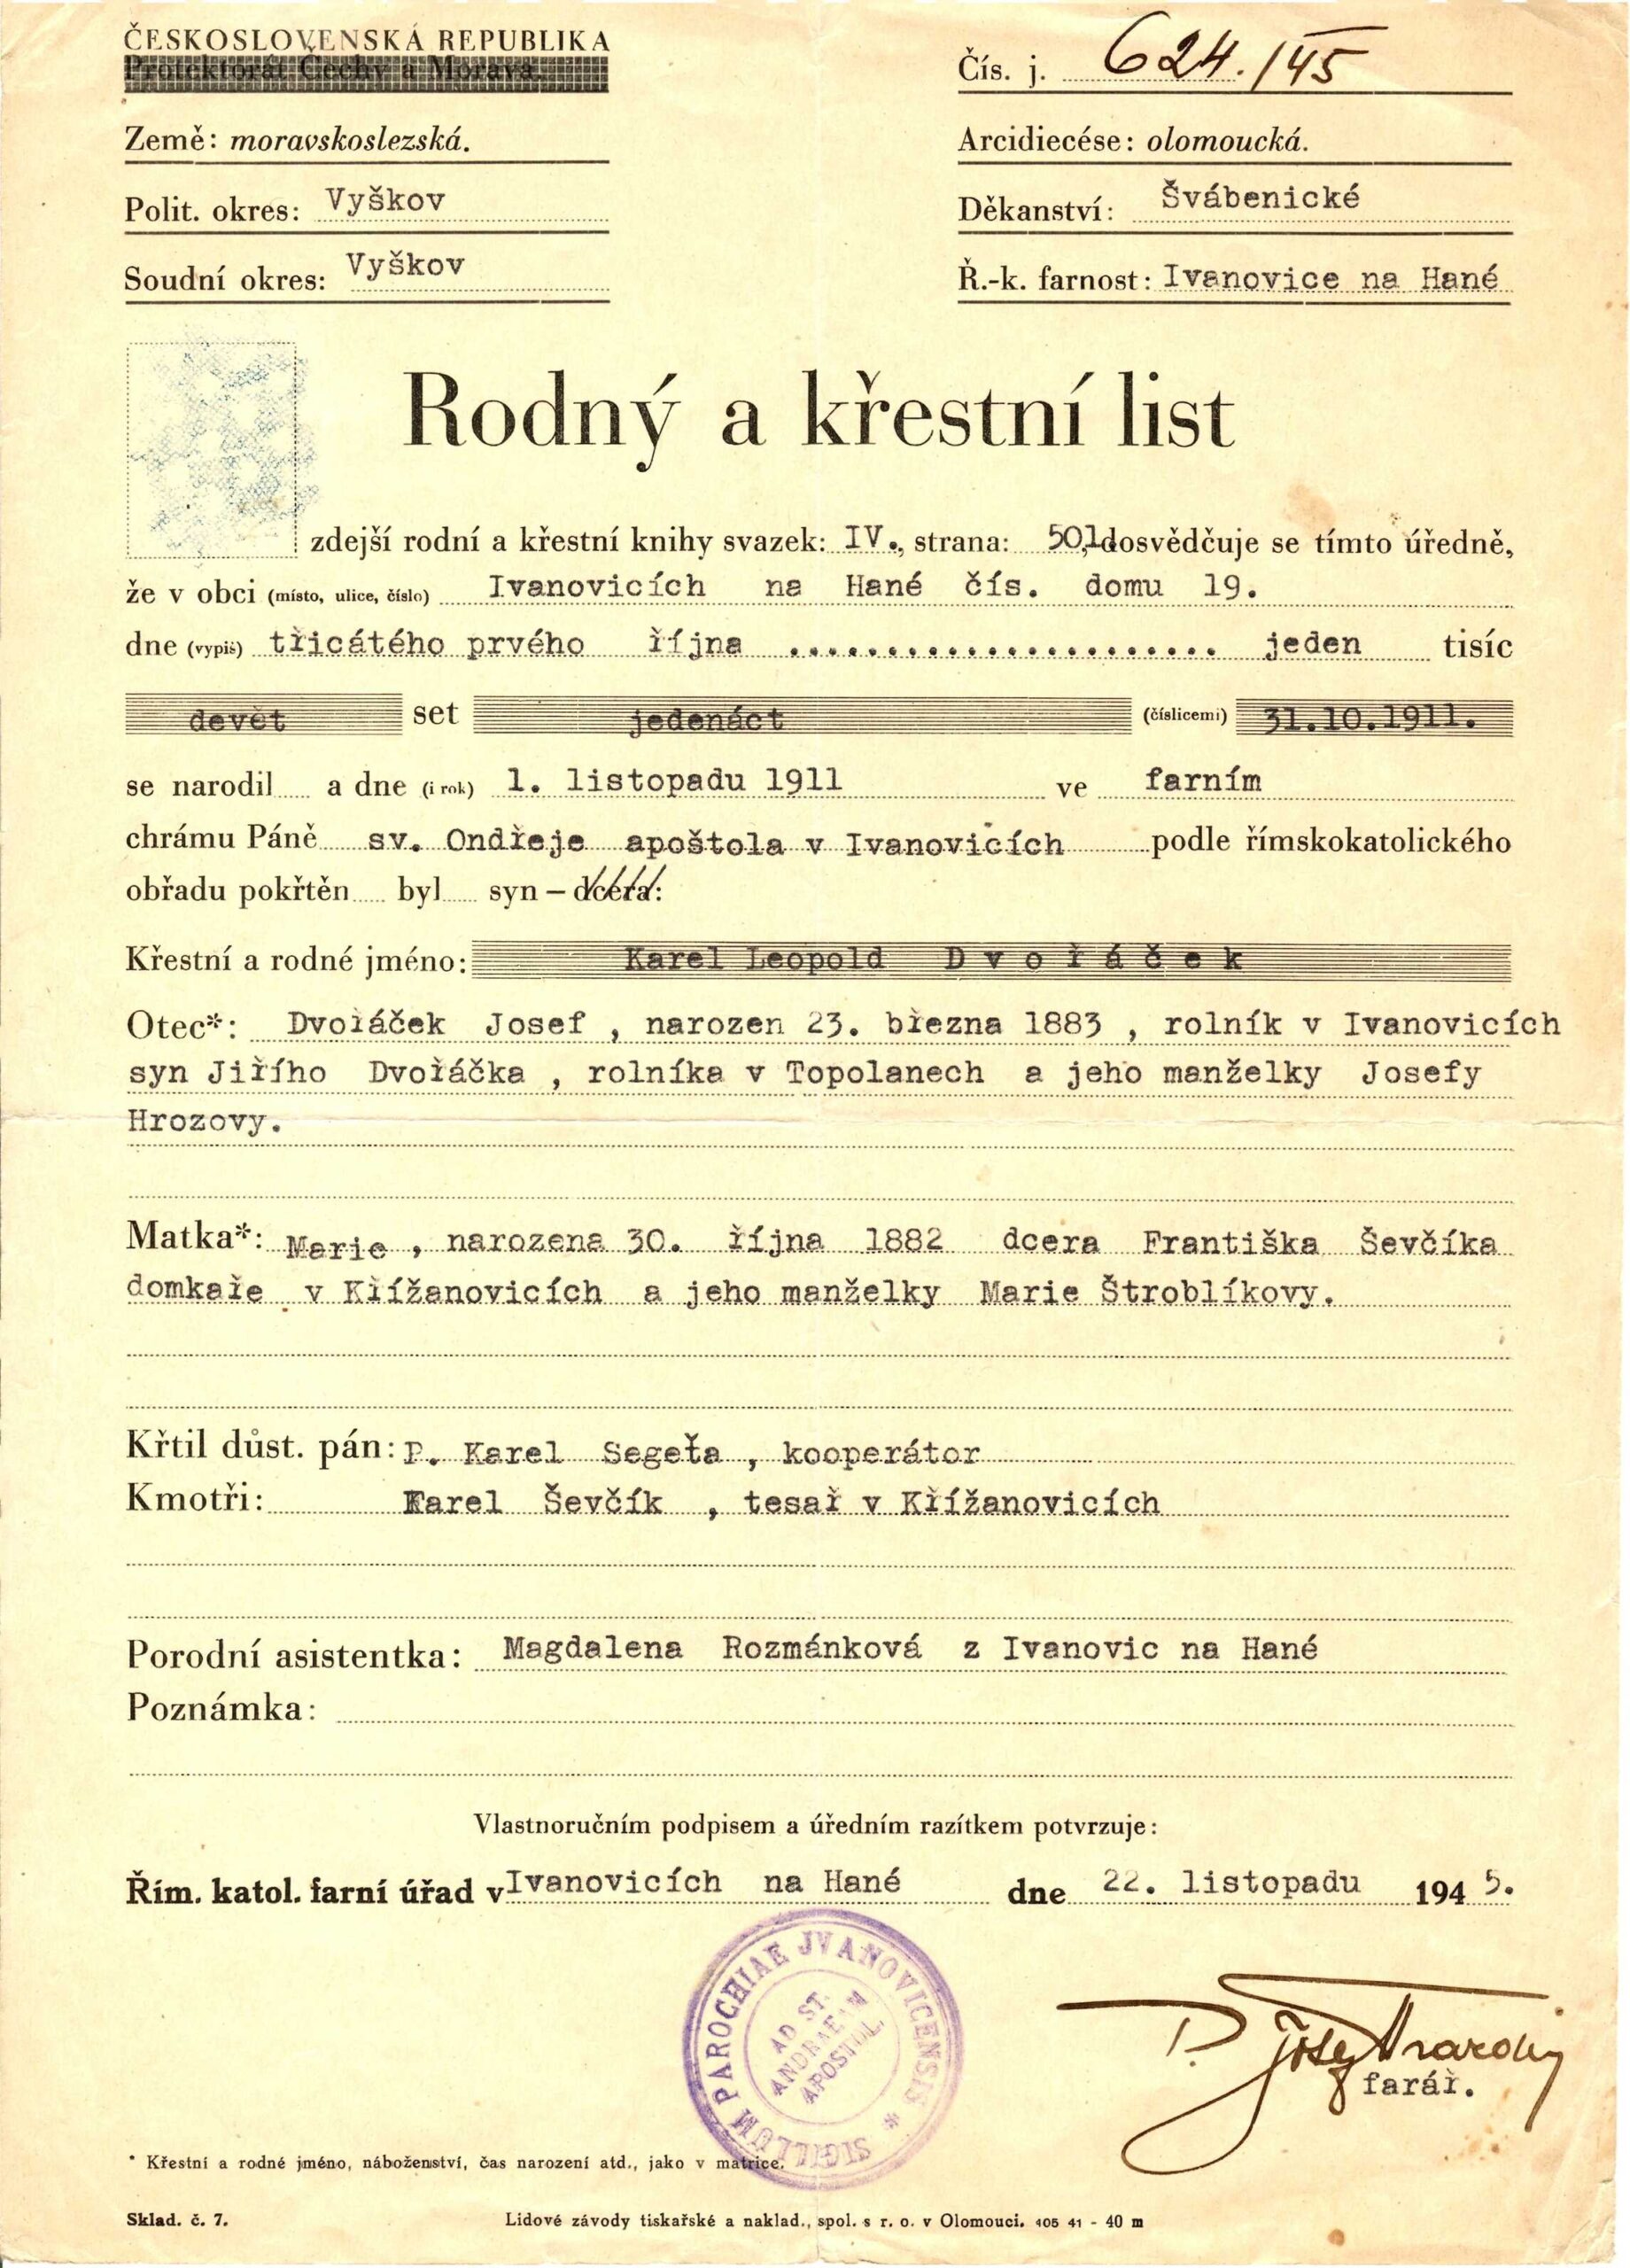 ČESKOSLOVENSKÁ REPUBLIKA
Protektorát Čechy a Morava.
Čís. j. 624./45
Země: moravskoslezská.
Arcidiecése: olomoucká.
Polit. okres: Vyškov
Děkanství: Švábenické
Soudní okres: Vyškov
Ř.-k. farnost: Ivanovice na Hané
Rodný a křestní list
zdejší rodní a křestní knihy svazek: IV., strana: 501 dosvědčuje se tímto úředně,
že v obci (místo, ulice, číslo) Ivanovicích na Hané čís. domu 19.
dne (vypiš) třicátého prvého října ...................... jeden tisíc
devět set jedenáct (číslicemi) 31.10.1911.
se narodil a dne (i rok) 1. listopadu 1911 ve farním
chrámu Páně sv. Ondřeje apoštola v Ivanovicích podle římskokatolického
obřadu pokřtěn byl syn – dcera:
Křestní a rodné jméno: Karel Leopold Dvořáček
Otec*: Dvořáček Josef , narozen 23. března 1883 , rolník v Ivanovicích
syn Jiřího Dvořáčka , rolníka v Topolanech a jeho manželky Josefy
Hrozovy.
Matka*: Marie , narozena 30. října 1882 dcera Františka Ševčíka
domkaře v Křížanovicích a jeho manželky Marie Štroblíkovy.
Křtil důst. pán: P. Karel Segeťa , kooperátor
Kmotři: Karel Ševčík , tesař v Křížanovicích
Porodní asistentka: Magdalena Rozmánková z Ivanovic na Hané
Poznámka:
Vlastnoručním podpisem a úředním razítkem potvrzuje:
Řím. katol. farní úřad v Ivanovicích na Hané dne 22. listopadu 1945.
SIGILLUM PAROCHIAE JVANOVICENSIS *
AD ST.
ANDRAEAM
APOSTOL.
P. Josef
farář.
* Křestní a rodné jméno, náboženství, čas narození atd., jako v matrice.
Sklad. č. 7.
Lidové závody tiskařské a naklad., spol. s r. o. v Olomouci. 405 41 - 40 m